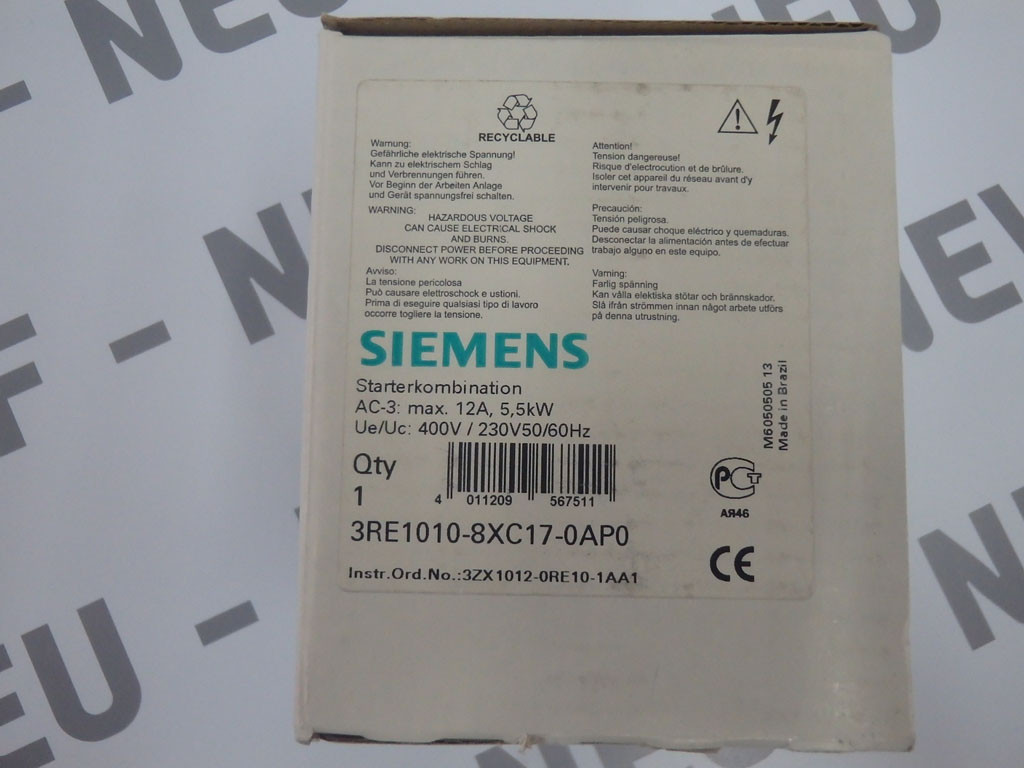 RECYCLABLE
Warnung:
Gefährliche elektrische Spannung!
Kann zu elektrischem Schlag
und Verbrennungen führen.
Vor Beginn der Arbeiten Anlage
und Gerät spannungsfrei schalten.
WARNING:
HAZARDOUS VOLTAGE
CAN CAUSE ELECTRICAL SHOCK
AND BURNS.
DISCONNECT POWER BEFORE PROCEEDING
WITH ANY WORK ON THIS EQUIPMENT.
Avviso:
La tensione pericolosa
Può causare elettroschock e ustioni.
Prima di eseguire qualsiasi tipo di lavoro
occorre togliere la tensione.
Attention!
Tension dangereuse!
Risque d'electrocution et de brûlure.
Isoler cet appareil du réseau avant d'y
intervenir pour travaux.
Precaución:
Tensión peligrosa.
Puede causar choque eléctrico y quemaduras.
Desconectar la alimentación antes de efectuar
trabajo alguno en este equipo.
Varning:
Farlig spänning
Kan vålla elektiska stötar och brännskador.
Slå ifrån strömmen innan något arbete utförs
på denna utrustning.
SIEMENS
Starterkombination
AC-3: max. 12A, 5,5kW
Ue/Uc: 400V / 230V50/60Hz
Qty
1
4 011209 567511
3RE1010-8XC17-0AP0
Instr.Ord.No.:3ZX1012-0RE10-1AA1
M6050505 13
Made in Brazil
РСТ
АЯ46
CE
NEU
NEU